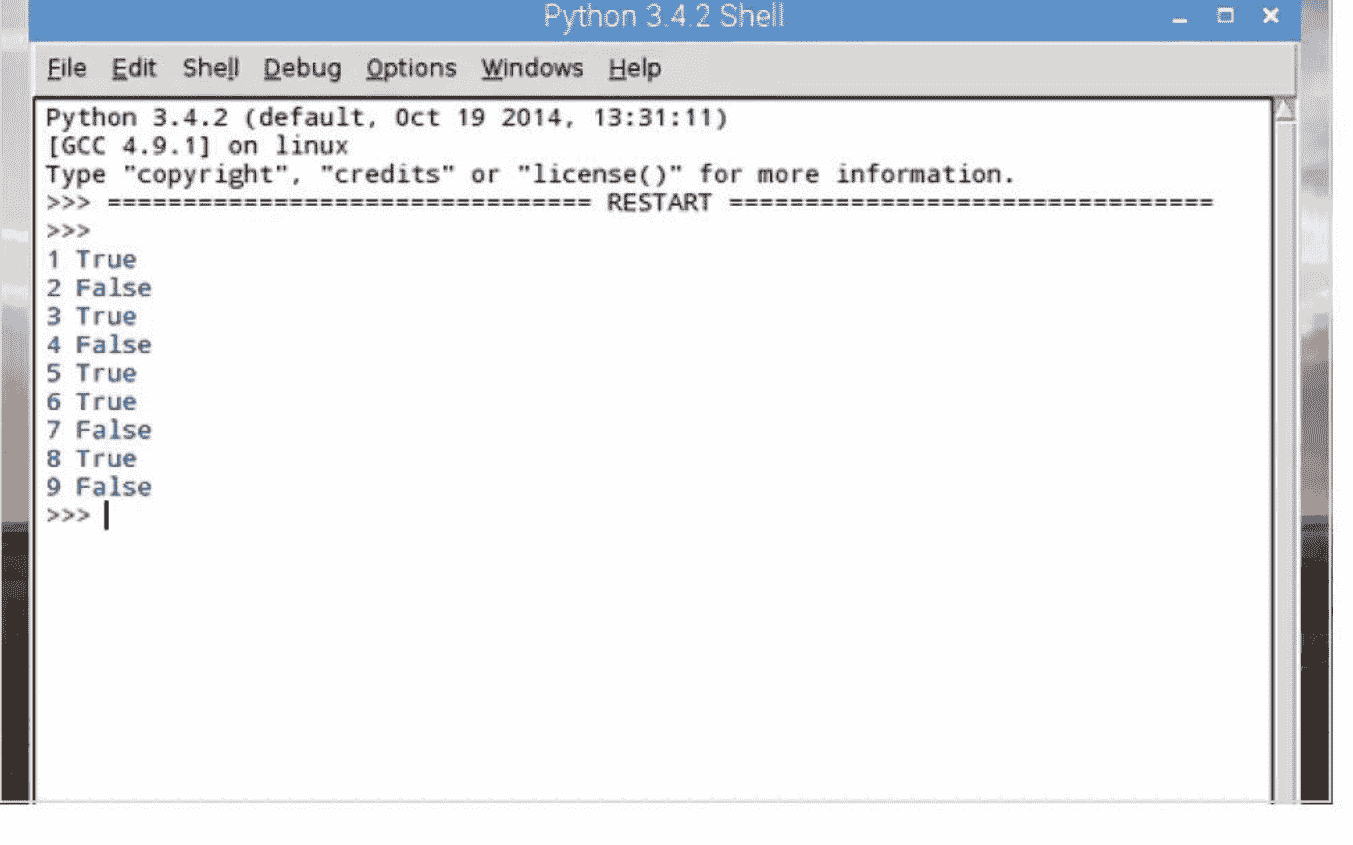 Python 3.4.2 Shell
File Edit Shell Debug Options Windows Help
Python 3.4.2 (default, Oct 19 2014, 13:31:11)
[GCC 4.9.1] on linux
Type "copyright", "credits" or "license()" for more information.
>>> ================================ RESTART ================================
>>>
1 True
2 False
3 True
4 False
5 True
6 True
7 False
8 True
9 False
>>>